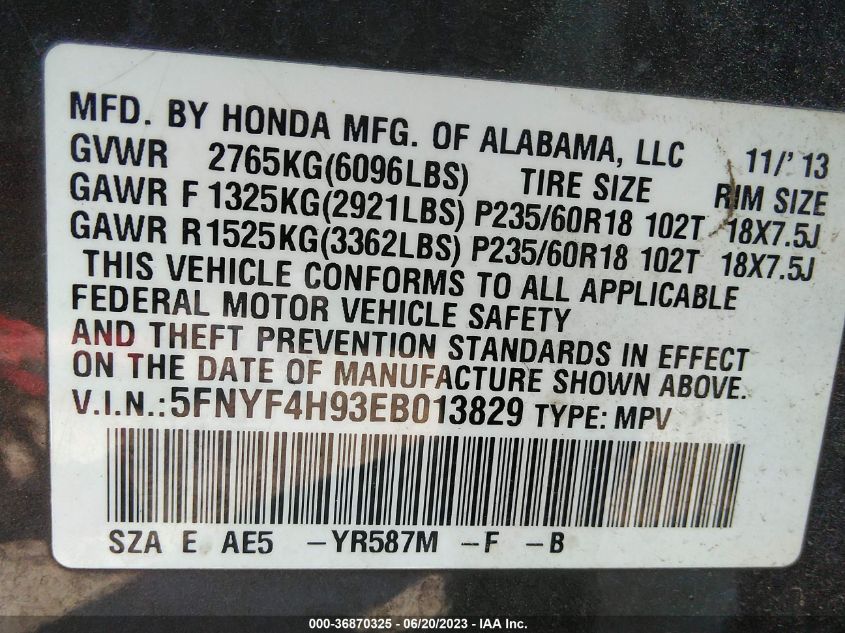 MFD. BY HONDA MFG. OF ALABAMA, LLC 11/'13
GVWR 2765KG(6096LBS) TIRE SIZE RIM SIZE
GAWR F 1325KG(2921LBS) P235/60R18 102T 18X7.5J
GAWR R 1525KG(3362LBS) P235/60R18 102T 18X7.5J
THIS VEHICLE CONFORMS TO ALL APPLICABLE
FEDERAL MOTOR VEHICLE SAFETY
AND THEFT PREVENTION STANDARDS IN EFFECT
ON THE DATE OF MANUFACTURE SHOWN ABOVE.
V.I.N.:5FNYF4H93EB013829 TYPE: MPV
SZA E AE5 -YR587M -F -B
000-36870325 - 06/20/2023 - IAA Inc.